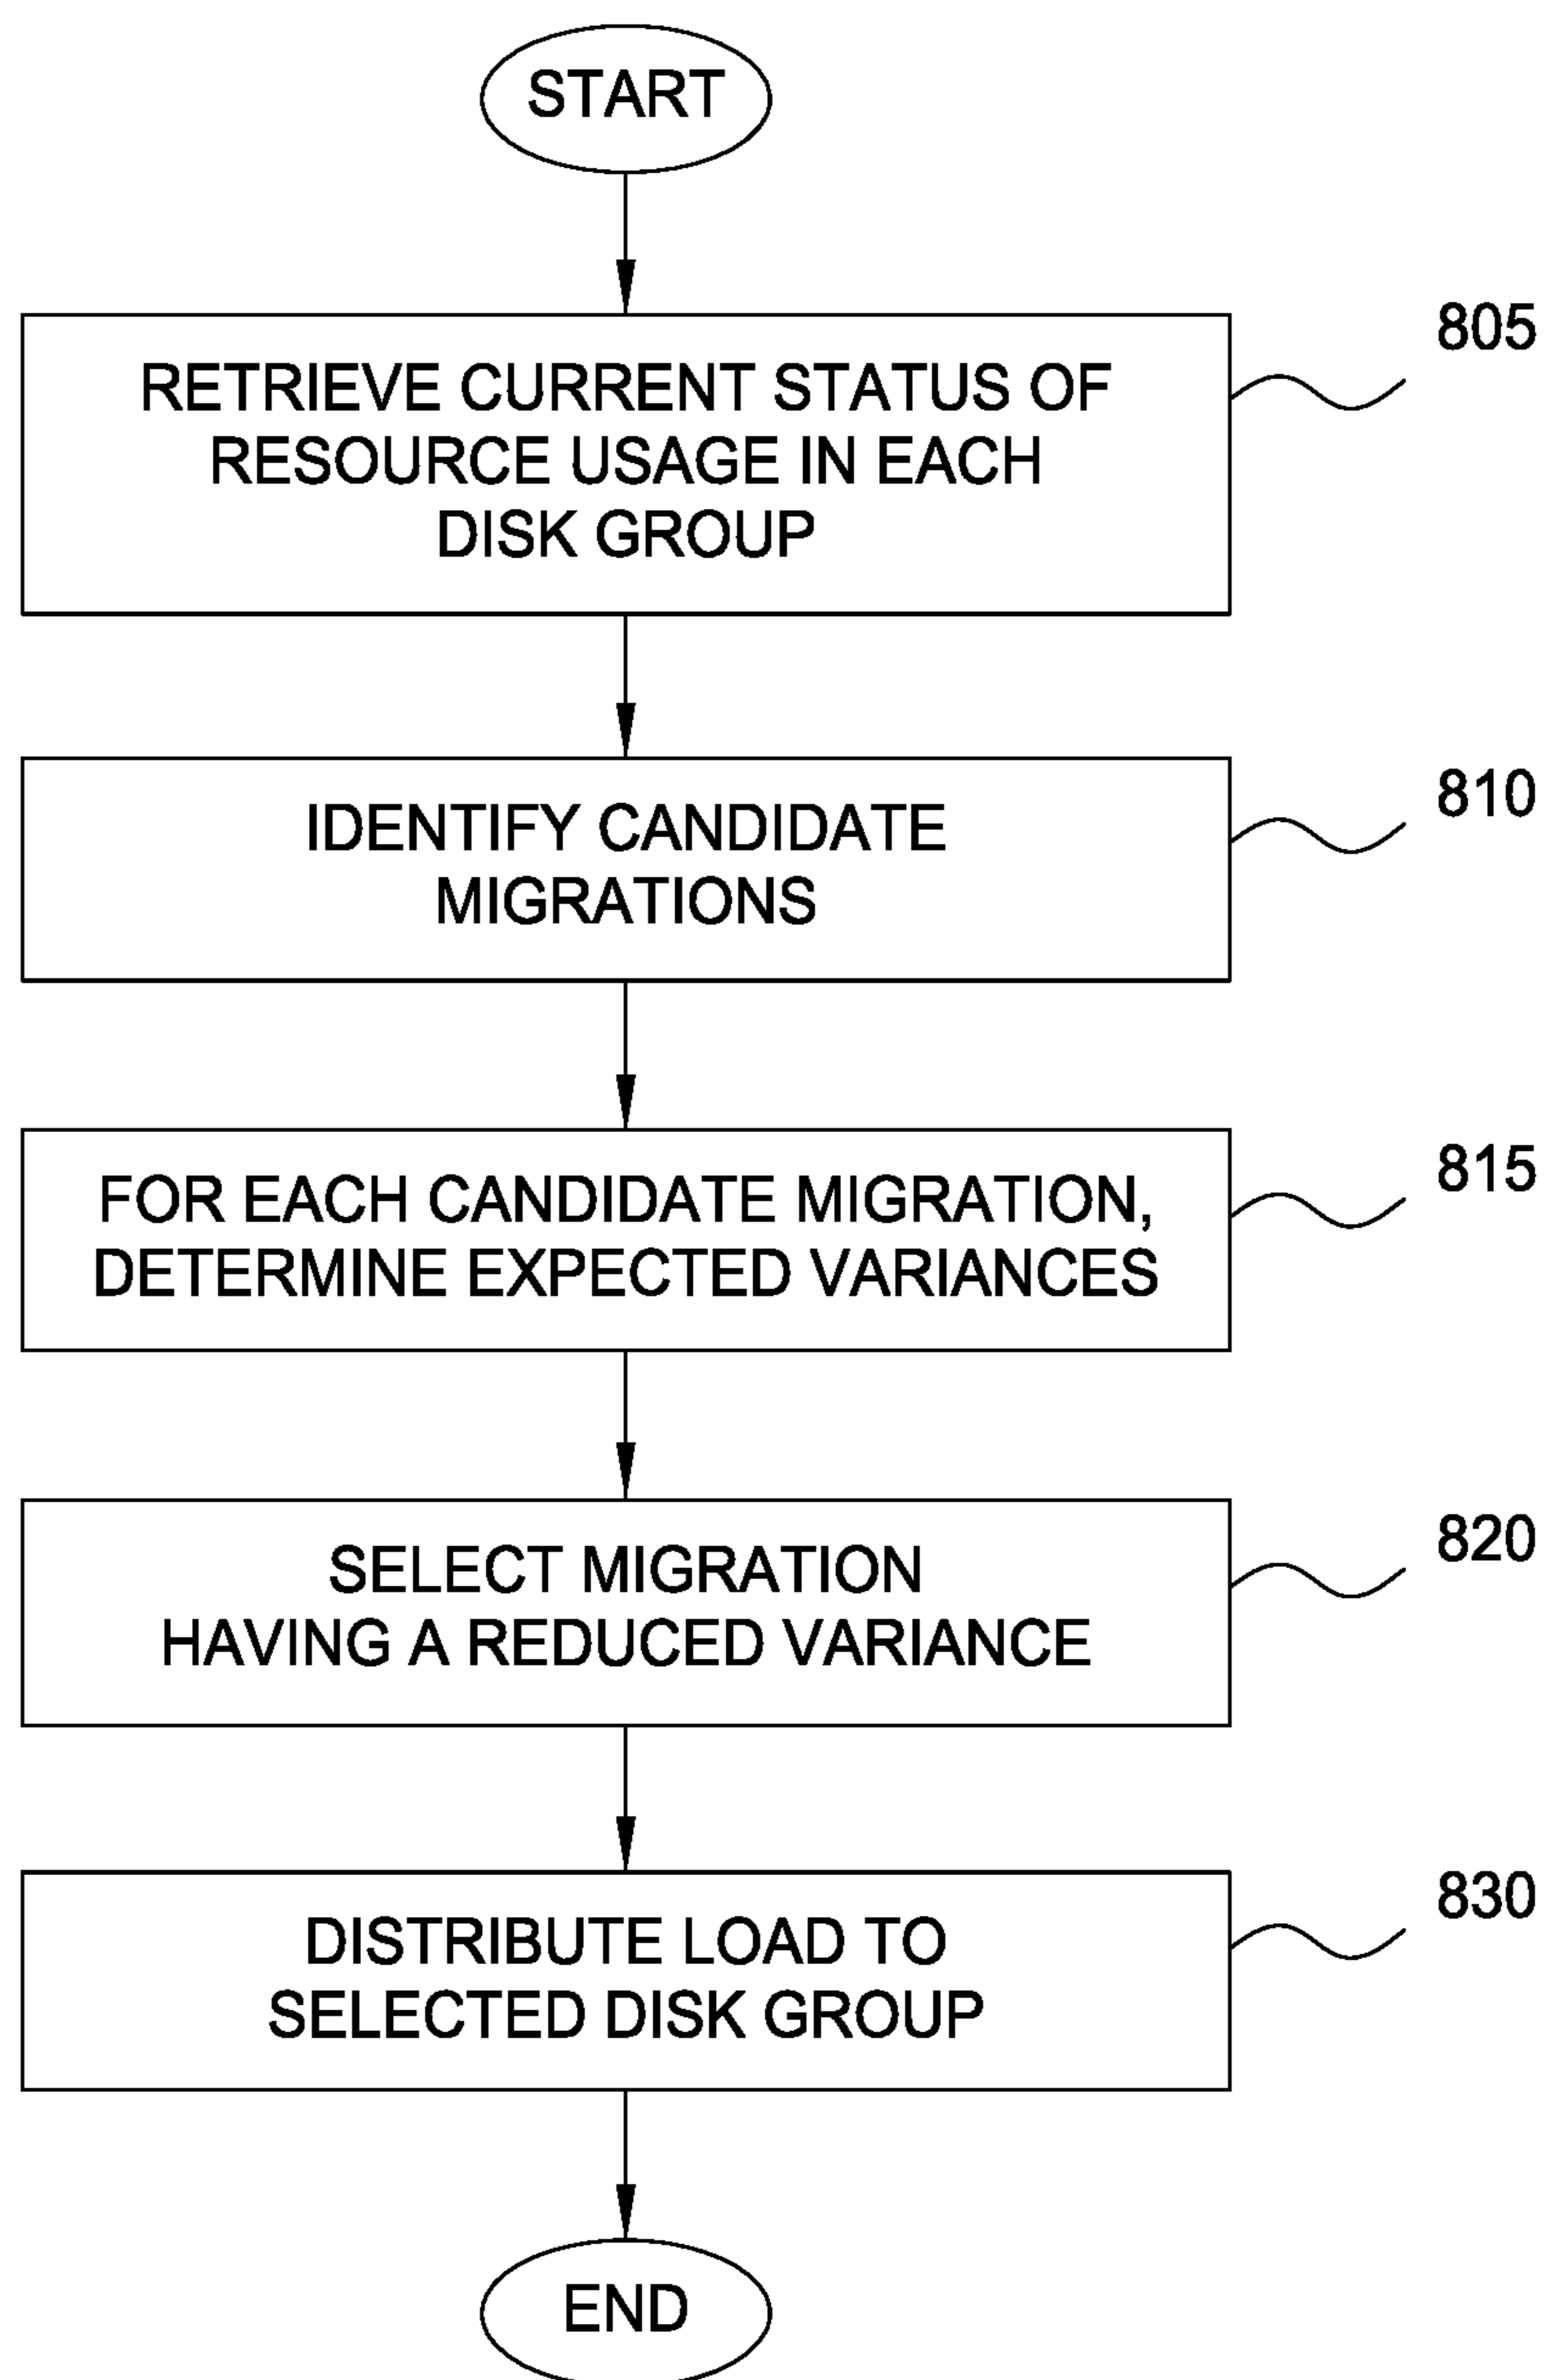 START
805
RETRIEVE CURRENT STATUS OF
RESOURCE USAGE IN EACH
DISK GROUP
810
IDENTIFY CANDIDATE
MIGRATIONS
815
FOR EACH CANDIDATE MIGRATION,
DETERMINE EXPECTED VARIANCES
820
SELECT MIGRATION
HAVING A REDUCED VARIANCE
830
DISTRIBUTE LOAD TO
SELECTED DISK GROUP
END